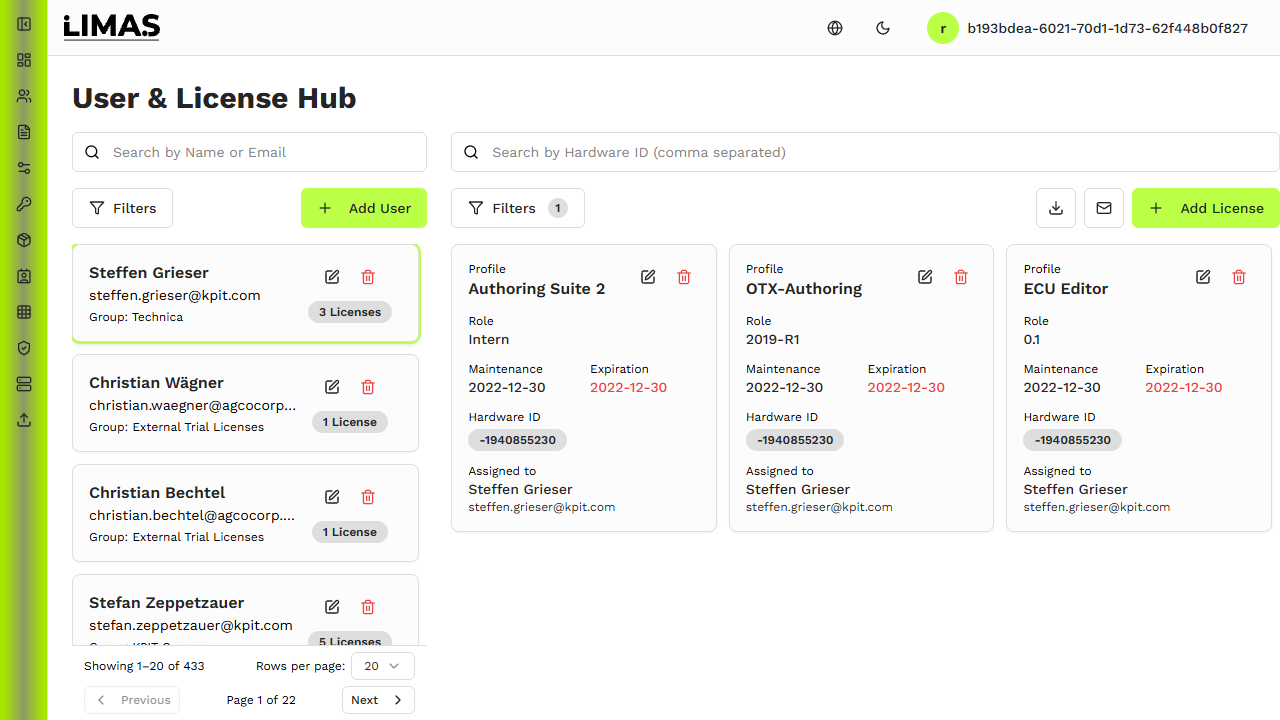 LIMAS
r
b193bdea-6021-70d1-1d73-62f448b0f827
User & License Hub
Search by Name or Email
Search by Hardware ID (comma separated)
Filters
Add User
Filters
1
Add License
Steffen Grieser
steffen.grieser@kpit.com
Group: Technica
3 Licenses
Christian Wägner
christian.waegner@agcocorp...
Group: External Trial Licenses
1 License
Christian Bechtel
christian.bechtel@agcocorp....
Group: External Trial Licenses
1 License
Stefan Zeppetzauer
stefan.zeppetzauer@kpit.com
5 Licenses
Showing 1–20 of 433
Rows per page:
20
Previous
Page 1 of 22
Next
Profile
Authoring Suite 2
Role
Intern
Maintenance
Expiration
2022-12-30
2022-12-30
Hardware ID
-1940855230
Assigned to
Steffen Grieser
steffen.grieser@kpit.com
Profile
OTX-Authoring
Role
2019-R1
Maintenance
Expiration
2022-12-30
2022-12-30
Hardware ID
-1940855230
Assigned to
Steffen Grieser
steffen.grieser@kpit.com
Profile
ECU Editor
Role
0.1
Maintenance
Expiration
2022-12-30
2022-12-30
Hardware ID
-1940855230
Assigned to
Steffen Grieser
steffen.grieser@kpit.com